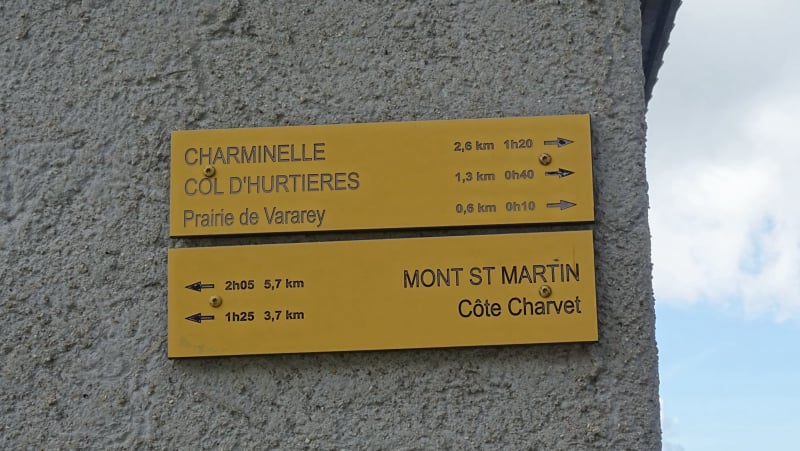 CHARMINELLE 2,6 km 1h20
COL D'HURTIERES 1,3 km 0h40
Prairie de Vararey 0,6 km 0h10
2h05 5,7 km MONT ST MARTIN
1h25 3,7 km Côte Charvet